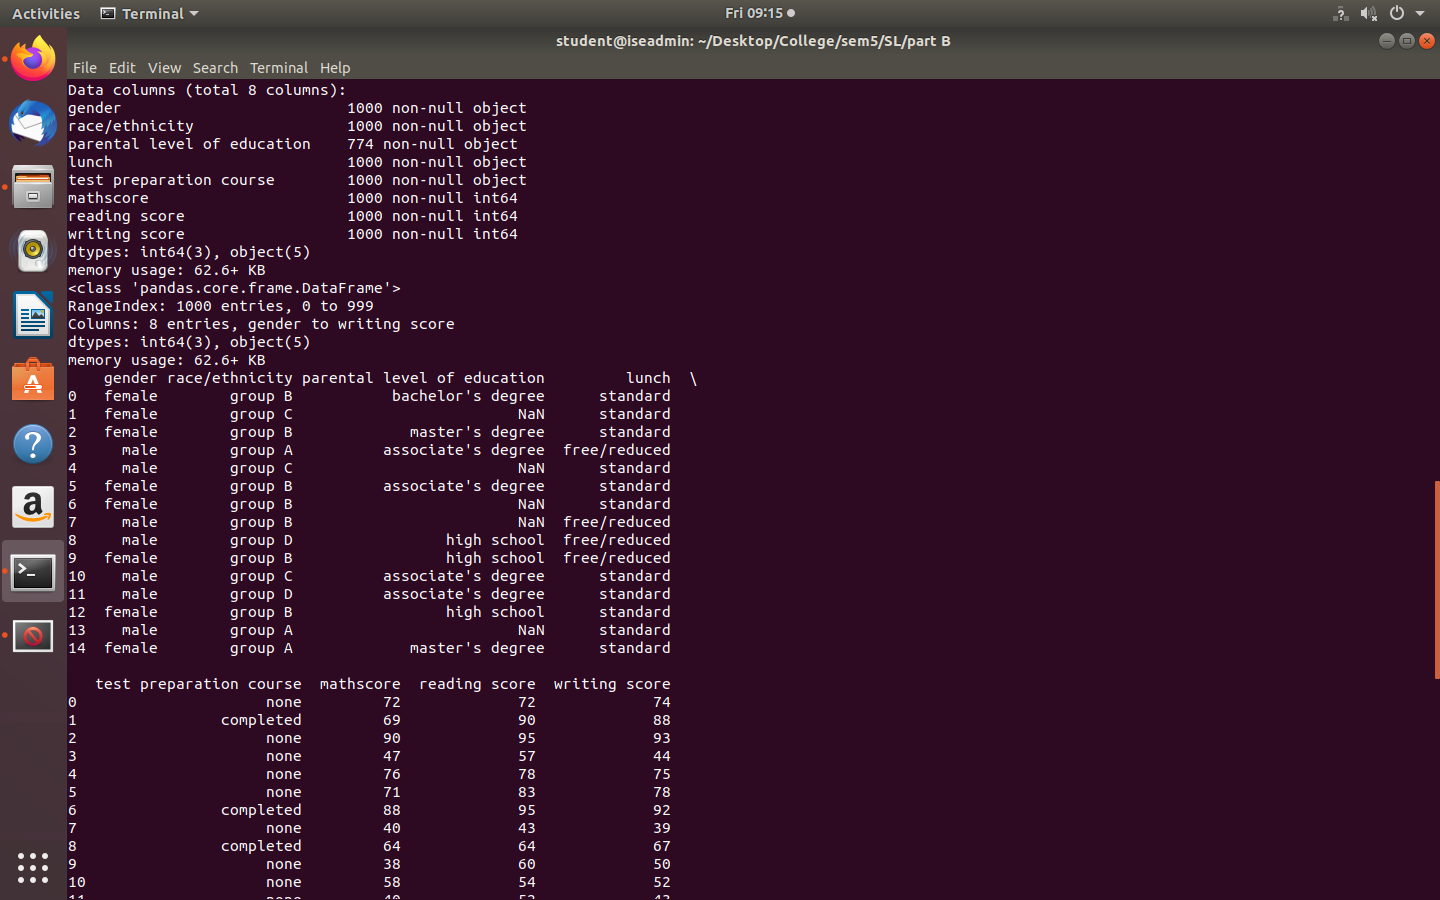 Activities Terminal Fri 09:15
student@iseadmin: ~/Desktop/College/sem5/SL/part B
File Edit View Search Terminal Help
Data columns (total 8 columns):
gender                         1000 non-null object
race/ethnicity                 1000 non-null object
parental level of education    774 non-null object
lunch                          1000 non-null object
test preparation course        1000 non-null object
mathscore                      1000 non-null int64
reading score                  1000 non-null int64
writing score                  1000 non-null int64
dtypes: int64(3), object(5)
memory usage: 62.6+ KB
<class 'pandas.core.frame.DataFrame'>
RangeIndex: 1000 entries, 0 to 999
Columns: 8 entries, gender to writing score
dtypes: int64(3), object(5)
memory usage: 62.6+ KB
    gender race/ethnicity parental level of education         lunch  \
0   female        group B           bachelor's degree      standard
1   female        group C                         NaN      standard
2   female        group B             master's degree      standard
3     male        group A          associate's degree  free/reduced
4     male        group C                         NaN      standard
5   female        group B          associate's degree      standard
6   female        group B                         NaN      standard
7     male        group B                         NaN  free/reduced
8     male        group D                 high school  free/reduced
9   female        group B                 high school  free/reduced
10    male        group C          associate's degree      standard
11    male        group D          associate's degree      standard
12  female        group B                 high school      standard
13    male        group A                         NaN      standard
14  female        group A             master's degree      standard
   test preparation course  mathscore  reading score  writing score
0                     none         72             72             74
1                completed         69             90             88
2                     none         90             95             93
3                     none         47             57             44
4                     none         76             78             75
5                     none         71             83             78
6                completed         88             95             92
7                     none         40             43             39
8                completed         64             64             67
9                     none         38             60             50
10                    none         58             54             52
11                    none         40             52             43